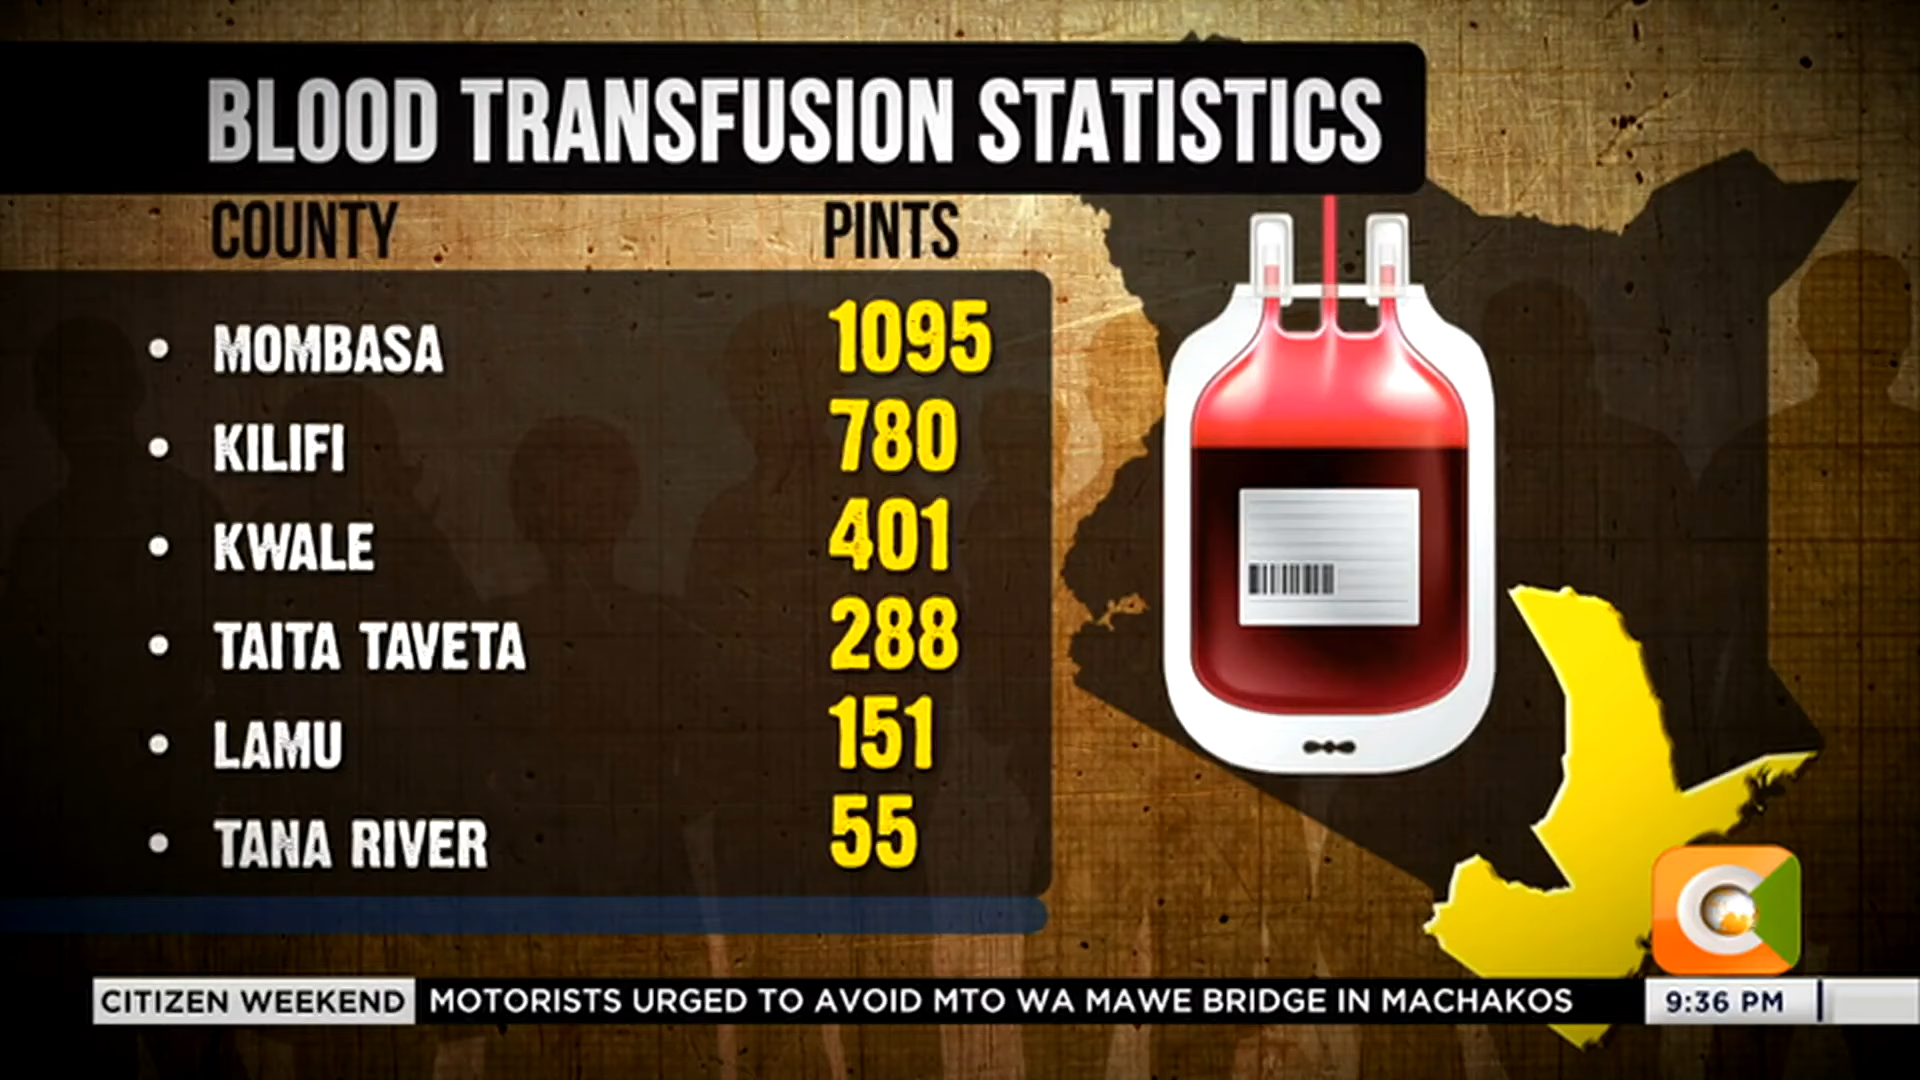 BLOOD TRANSFUSION STATISTICS
COUNTY PINTS
• MOMBASA 1095
• KILIFI 780
• KWALE 401
• TAITA TAVETA 288
• LAMU 151
• TANA RIVER 55
CITIZEN WEEKEND MOTORISTS URGED TO AVOID MTO WA MAWE BRIDGE IN MACHAKOS 9:36 PM